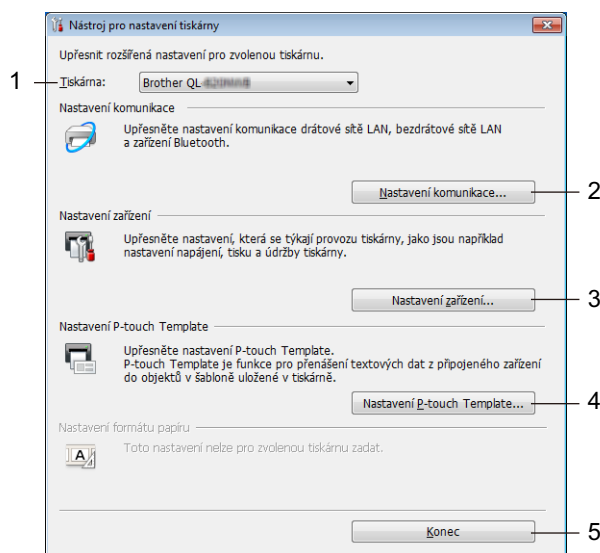 Nástroj pro nastavení tiskárny
Upřesnit rozšířená nastavení pro zvolenou tiskárnu.
1
Tiskárna:
Brother QL
Nastavení komunikace
Upřesněte nastavení komunikace drátové sítě LAN, bezdrátové sítě LAN
a zařízení Bluetooth.
Nastavení komunikace...
2
Nastavení zařízení
Upřesněte nastavení, která se týkají provozu tiskárny, jako jsou například
nastavení napájení, tisku a údržby tiskárny.
Nastavení zařízení...
3
Nastavení P-touch Template
Upřesněte nastavení P-touch Template.
P-touch Template je funkce pro přenášení textových dat z připojeného zařízení
do objektů v šabloně uložené v tiskárně.
Nastavení P-touch Template...
4
Nastavení formátu papíru
A
Toto nastavení nelze pro zvolenou tiskárnu zadat.
Konec
5